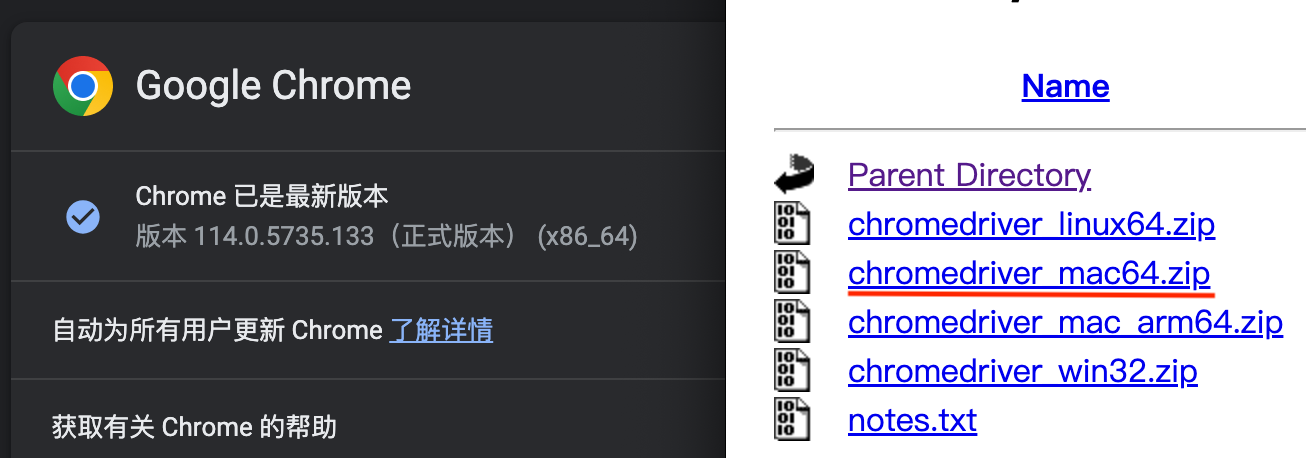 Google Chrome
Chrome 已是最新版本
版本 114.0.5735.133（正式版本） (x86_64)
自动为所有用户更新 Chrome 了解详情
获取有关 Chrome 的帮助
Name
Parent Directory
chromedriver_linux64.zip
chromedriver_mac64.zip
chromedriver_mac_arm64.zip
chromedriver_win32.zip
notes.txt